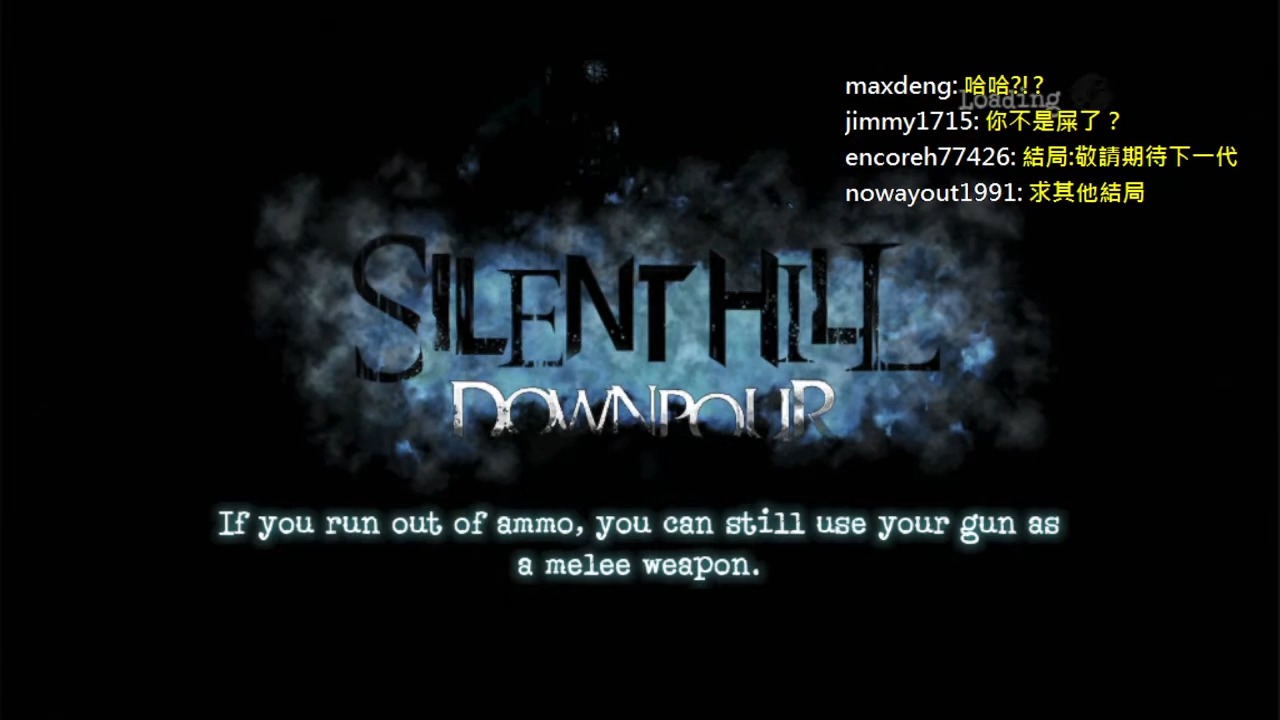 maxdeng: 哈哈?!?
Loading
jimmy1715: 你不是屎了？
encoreh77426: 結局:敬請期待下一代
nowayout1991: 求其他結局
SILENT HILL
DOWNPOUR
If you run out of ammo, you can still use your gun as
a melee weapon.